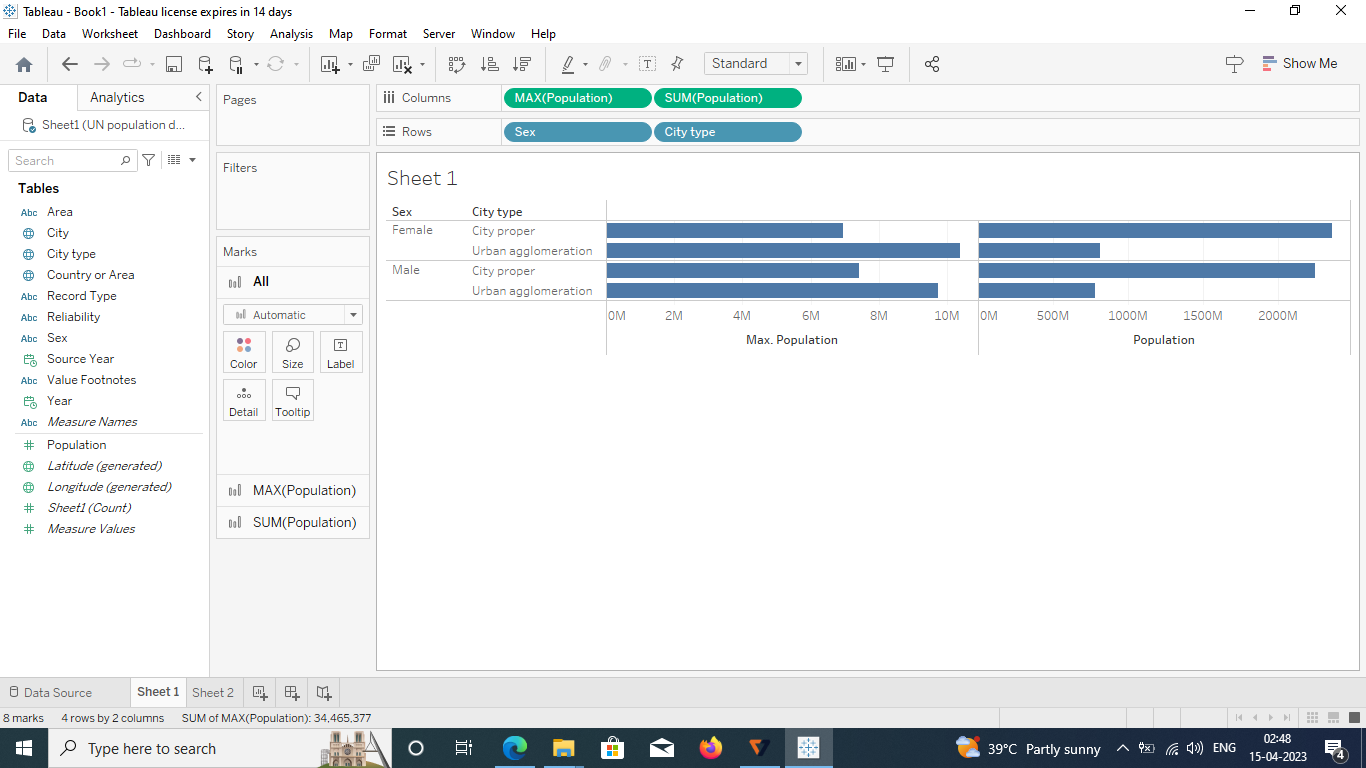 Tableau - Book1 - Tableau license expires in 14 days
File Data Worksheet Dashboard Story Analysis Map Format Server Window Help
Standard
Show Me
Data Analytics
Sheet1 (UN population d...
Search
Tables
Abc Area
City
City type
Country or Area
Abc Record Type
Abc Reliability
Abc Sex
Source Year
Abc Value Footnotes
Year
Abc Measure Names
Population
Latitude (generated)
Longitude (generated)
Sheet1 (Count)
Measure Values
Pages
Filters
Marks
All
Automatic
Color Size Label
Detail Tooltip
MAX(Population)
SUM(Population)
Columns MAX(Population) SUM(Population)
Rows Sex City type
Sheet 1
Sex City type
Female City proper
Urban agglomeration
Male City proper
Urban agglomeration
0M 2M 4M 6M 8M 10M 0M 500M 1000M 1500M 2000M
Max. Population Population
Data Source Sheet 1 Sheet 2
8 marks 4 rows by 2 columns SUM of MAX(Population): 34,465,377
Type here to search
39°C Partly sunny ENG
02:48
15-04-2023
4